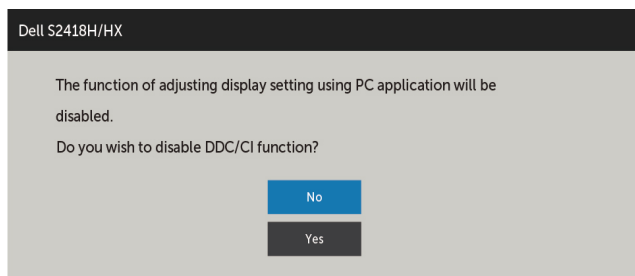 Dell S2418H/HX
The function of adjusting display setting using PC application will be
disabled.
Do you wish to disable DDC/CI function?
No
Yes